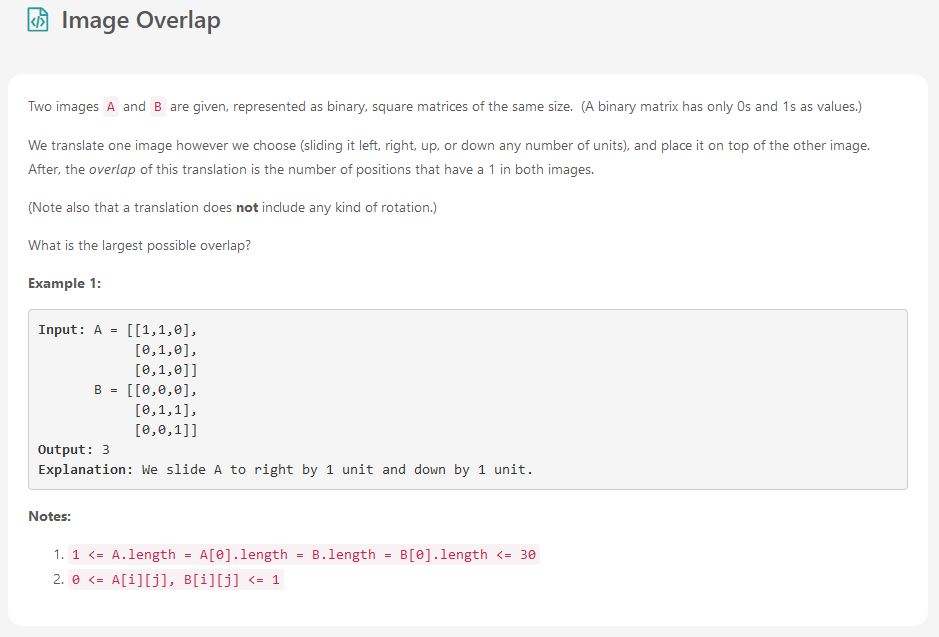 Image Overlap
Two images A and B are given, represented as binary, square matrices of the same size. (A binary matrix has only 0s and 1s as values.)
We translate one image however we choose (sliding it left, right, up, or down any number of units), and place it on top of the other image.
After, the overlap of this translation is the number of positions that have a 1 in both images.
(Note also that a translation does not include any kind of rotation.)
What is the largest possible overlap?
Example 1:
Input: A = [[1,1,0],
            [0,1,0],
            [0,1,0]]
       B = [[0,0,0],
            [0,1,1],
            [0,0,1]]
Output: 3
Explanation: We slide A to right by 1 unit and down by 1 unit.
Notes:
1. 1 <= A.length = A[0].length = B.length = B[0].length <= 30
2. 0 <= A[i][j], B[i][j] <= 1